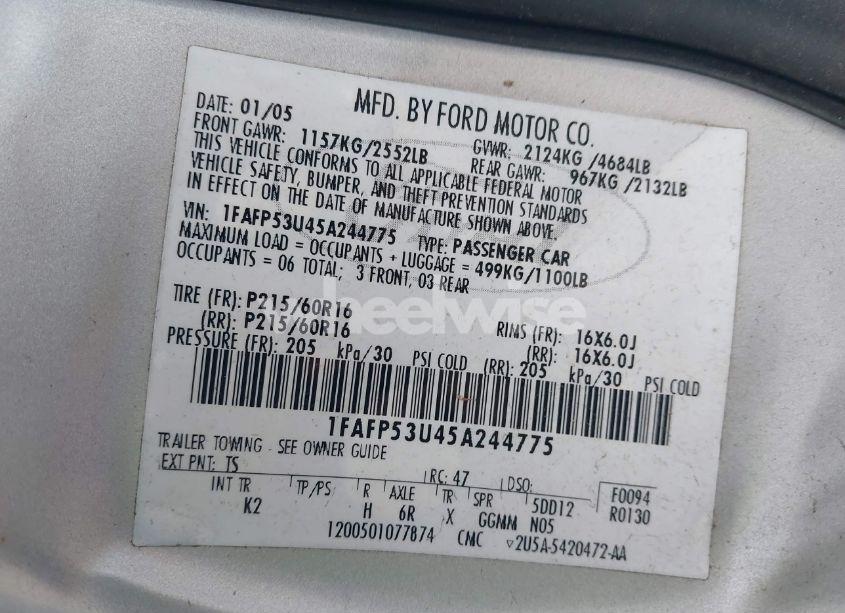 MFD. BY FORD MOTOR CO.
DATE: 01/05 GVWR: 2124KG /4684LB
FRONT GAWR: 1157KG/2552LB REAR GAWR: 967KG /2132LB
THIS VEHICLE CONFORMS TO ALL APPLICABLE FEDERAL MOTOR
VEHICLE SAFETY, BUMPER, AND THEFT PREVENTION STANDARDS
IN EFFECT ON THE DATE OF MANUFACTURE SHOWN ABOVE.
VIN: 1FAFP53U45A244775 TYPE: PASSENGER CAR
MAXIMUM LOAD = OCCUPANTS + LUGGAGE = 499KG/1100LB
OCCUPANTS = 06 TOTAL; 3 FRONT, 03 REAR
heelwise
TIRE (FR): P215/60R16 RIMS (FR): 16X6.0J
(RR): P215/60R16 (RR): 16X6.0J
PRESSURE (FR): 205 kPa/30 PSI COLD (RR): 205 kPa/30 PSI COLD
1FAFP53U45A244775
TRAILER TOWING - SEE OWNER GUIDE
EXT PNT: TS RC: 47 DSO: F0094
INT TR TP/PS R AXLE TR SPR 5DD12 R0130
K2 H 6R X GGMM N05
1200501077874 CMC ▽2U5A-5420472-AA